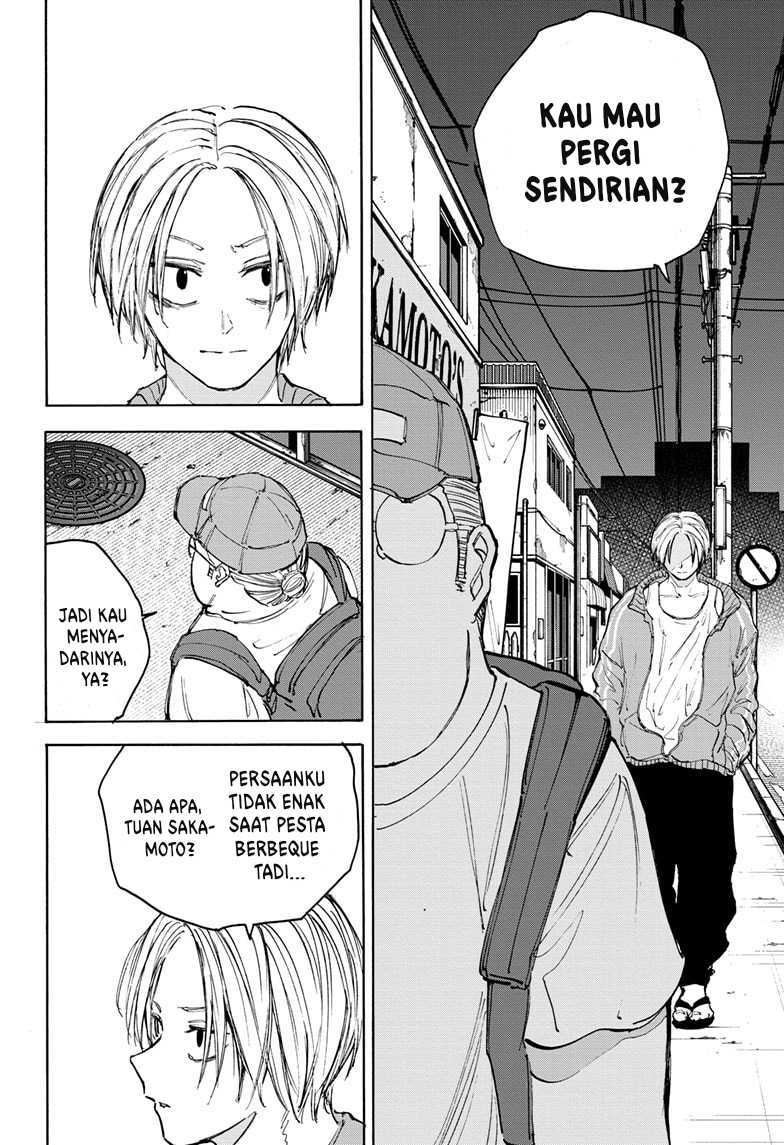 KAU MAU
PERGI
SENDIRIAN?
KAMOTO'S
JADI KAU
MENYA-
DARINYA,
YA?
PERSAANKU
TIDAK ENAK
SAAT PESTA
BERBEQUE
TADI...
ADA APA,
TUAN SAKA-
MOTO?